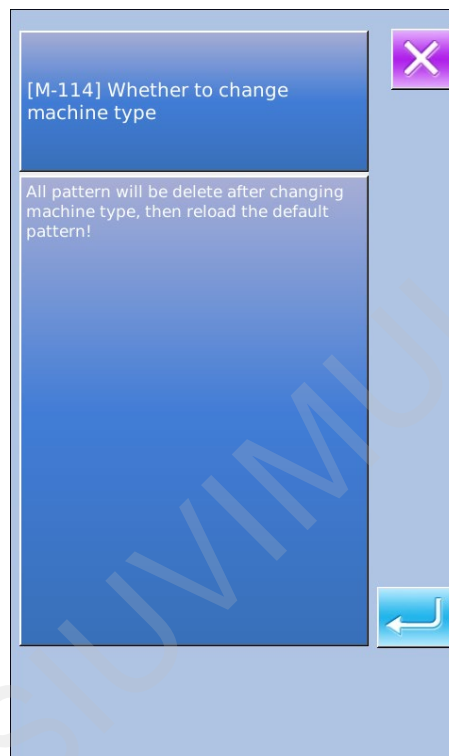 [M-114] Whether to change
machine type
All pattern will be delete after changing
machine type, then reload the default
pattern!
SIUVIMU